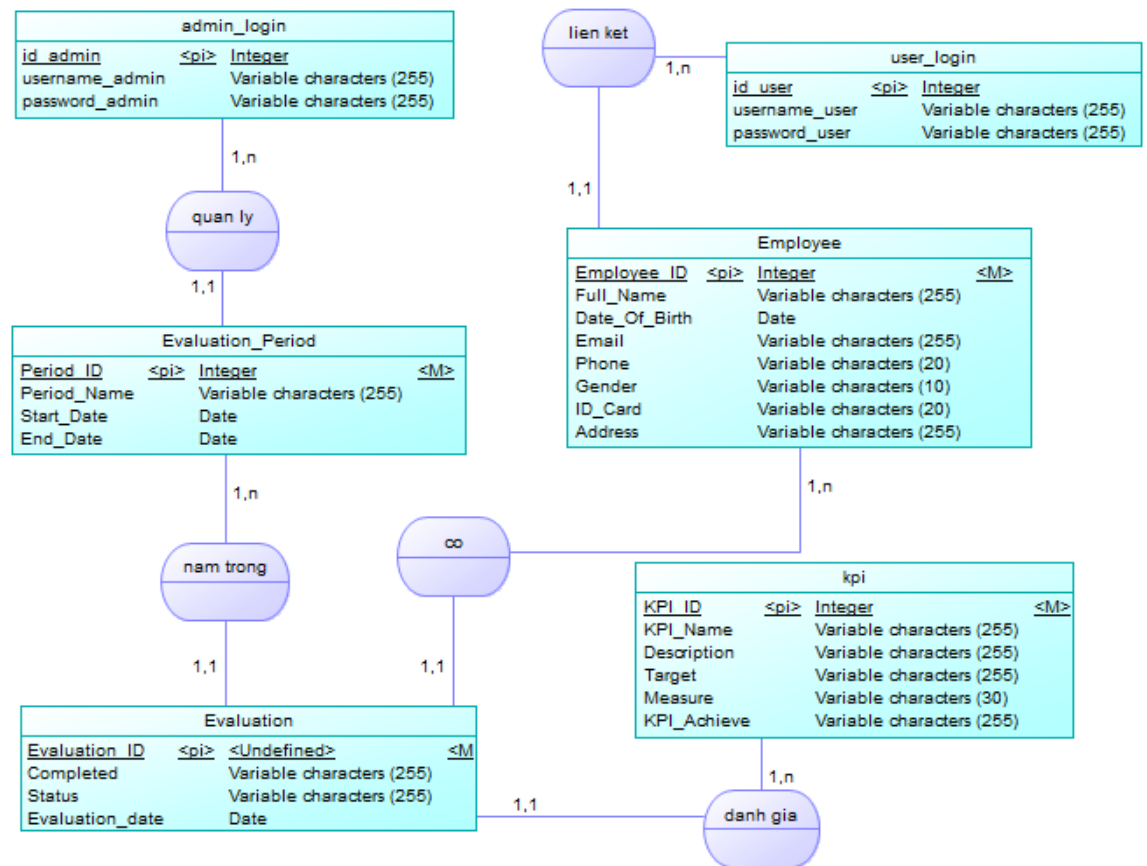 admin_login
id_admin <pi> Integer
username_admin Variable characters (255)
password_admin Variable characters (255)
lien ket
1,n
user_login
id_user <pi> Integer
username_user Variable characters (255)
password_user Variable characters (255)
1,n
quan ly
1,1
1,1
Employee
Employee_ID <pi> Integer <M>
Full_Name Variable characters (255)
Date_Of_Birth Date
Email Variable characters (255)
Phone Variable characters (20)
Gender Variable characters (10)
ID_Card Variable characters (20)
Address Variable characters (255)
Evaluation_Period
Period_ID <pi> Integer <M>
Period_Name Variable characters (255)
Start_Date Date
End_Date Date
1,n
1,n
nam trong
co
1,1
1,1
kpi
KPI_ID <pi> Integer <M>
KPI_Name Variable characters (255)
Description Variable characters (255)
Target Variable characters (255)
Measure Variable characters (30)
KPI_Achieve Variable characters (255)
Evaluation
Evaluation_ID <pi> <Undefined> <M
Completed Variable characters (255)
Status Variable characters (255)
Evaluation_date Date
1,1
1,n
danh gia